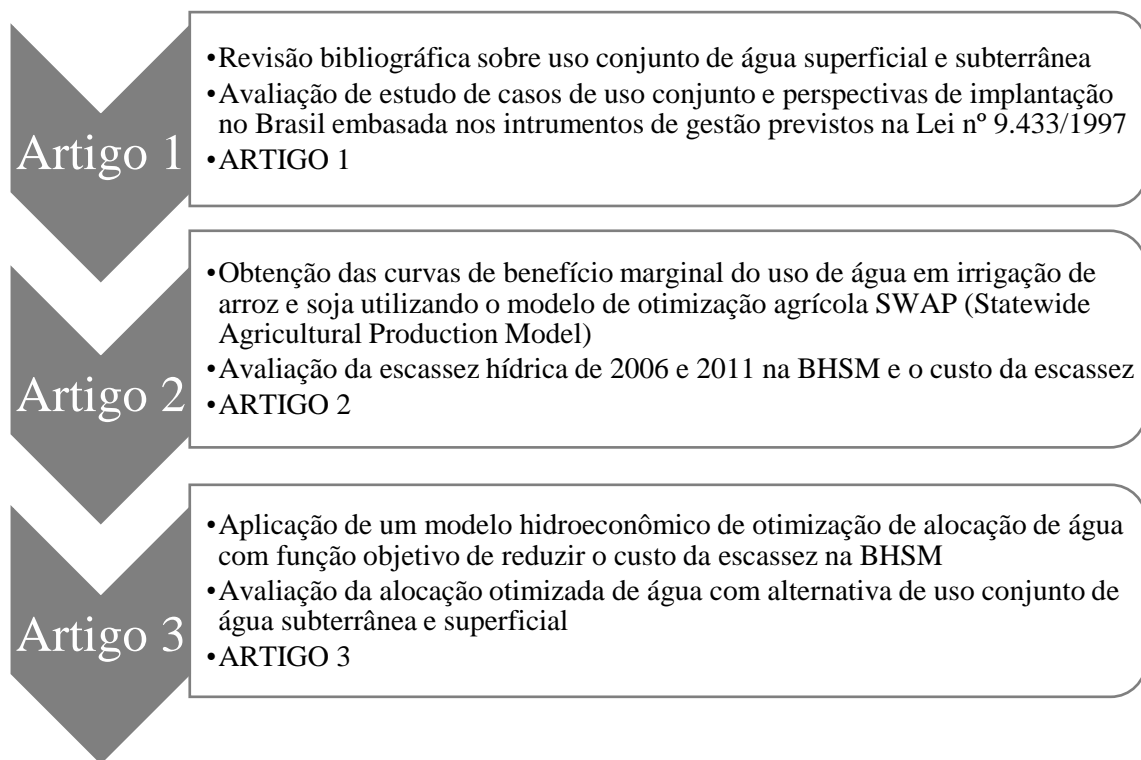 Artigo 1
•Revisão bibliográfica sobre uso conjunto de água superficial e subterrânea
•Avaliação de estudo de casos de uso conjunto e perspectivas de implantação
no Brasil embasada nos intrumentos de gestão previstos na Lei nº 9.433/1997
•ARTIGO 1
Artigo 2
•Obtenção das curvas de benefício marginal do uso de água em irrigação de
arroz e soja utilizando o modelo de otimização agrícola SWAP (Statewide
Agricultural Production Model)
•Avaliação da escassez hídrica de 2006 e 2011 na BHSM e o custo da escassez
•ARTIGO 2
Artigo 3
•Aplicação de um modelo hidroeconômico de otimização de alocação de água
com função objetivo de reduzir o custo da escassez na BHSM
•Avaliação da alocação otimizada de água com alternativa de uso conjunto de
água subterrânea e superficial
•ARTIGO 3